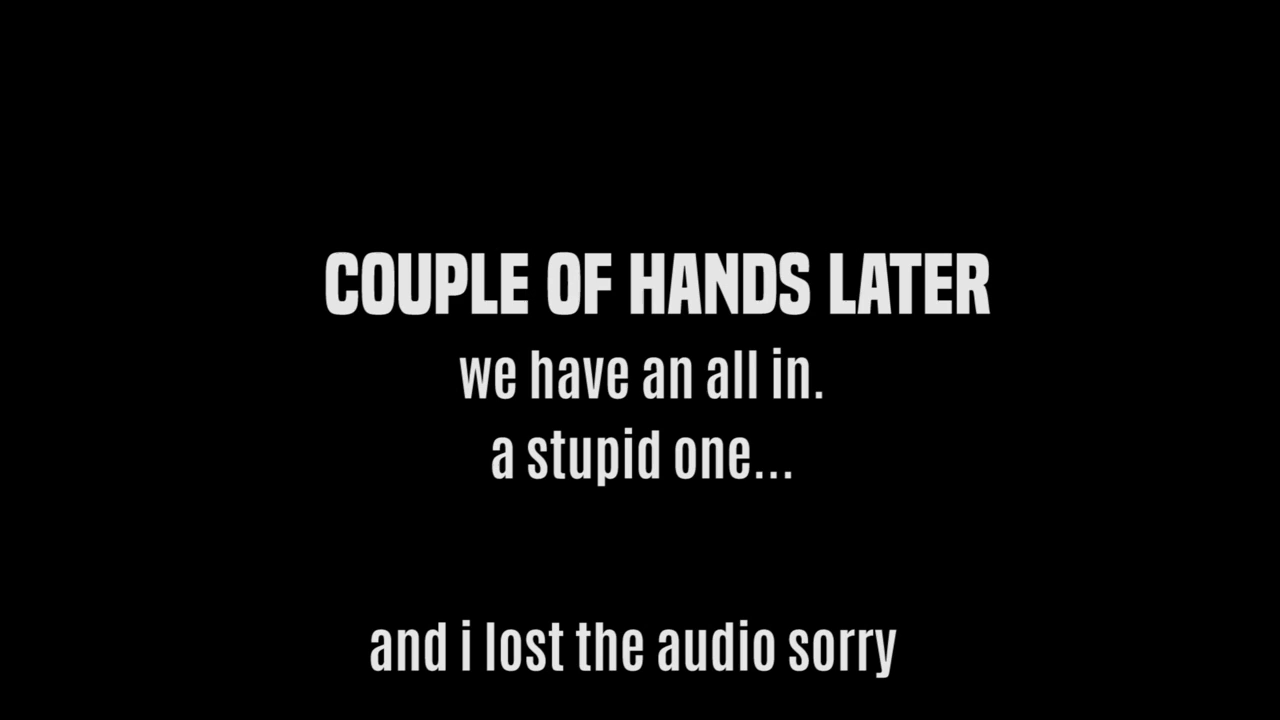 COUPLE OF HANDS LATER
we have an all in.
a stupid one...
and i lost the audio sorry